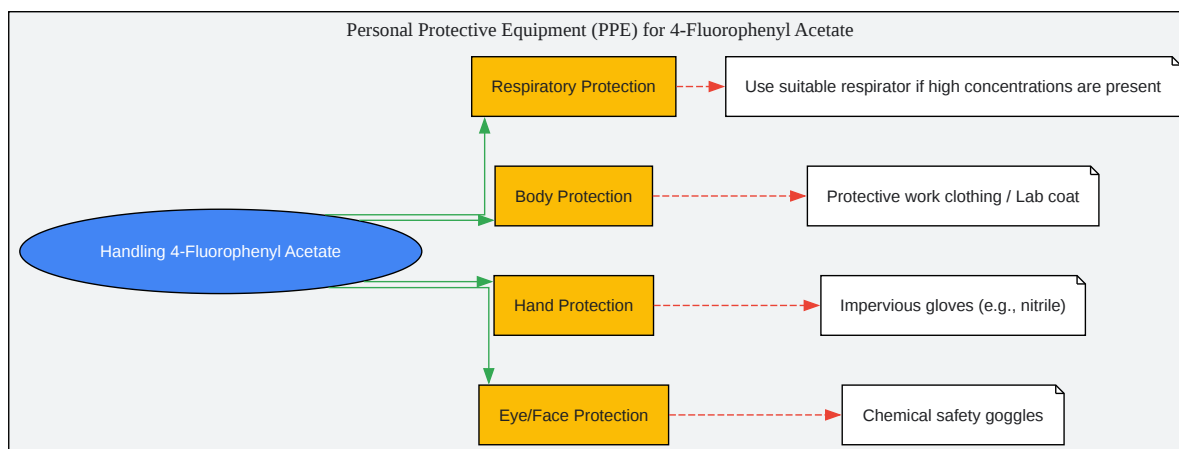 Personal Protective Equipment (PPE) for 4-Fluorophenyl Acetate
Respiratory Protection
Use suitable respirator if high concentrations are present
Body Protection
Protective work clothing / Lab coat
Handling 4-Fluorophenyl Acetate
Hand Protection
Impervious gloves (e.g., nitrile)
Eye/Face Protection
Chemical safety goggles